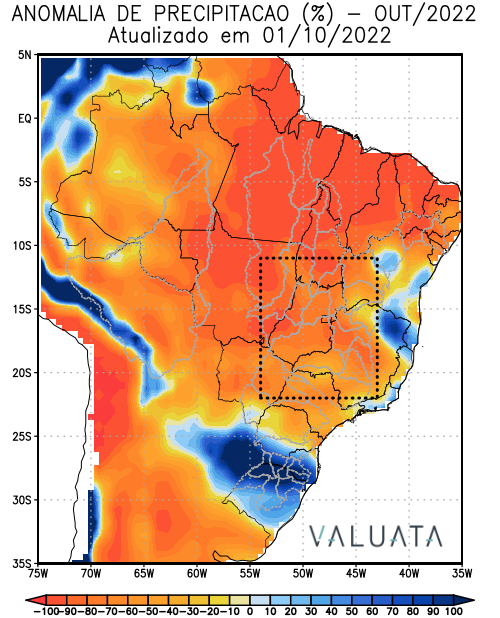 ANOMALIA DE PRECIPITACAO (%) – OUT/2022
Atualizado em 01/10/2022
5N
EQ
5S
10S
15S
20S
25S
30S
35S
VALUATA
75W 70W 65W 60W 55W 50W 45W 40W 35W
-100 -90 -80 -70 -60 -50 -40 -30 -20 -10 0 10 20 30 40 50 60 70 80 90 100